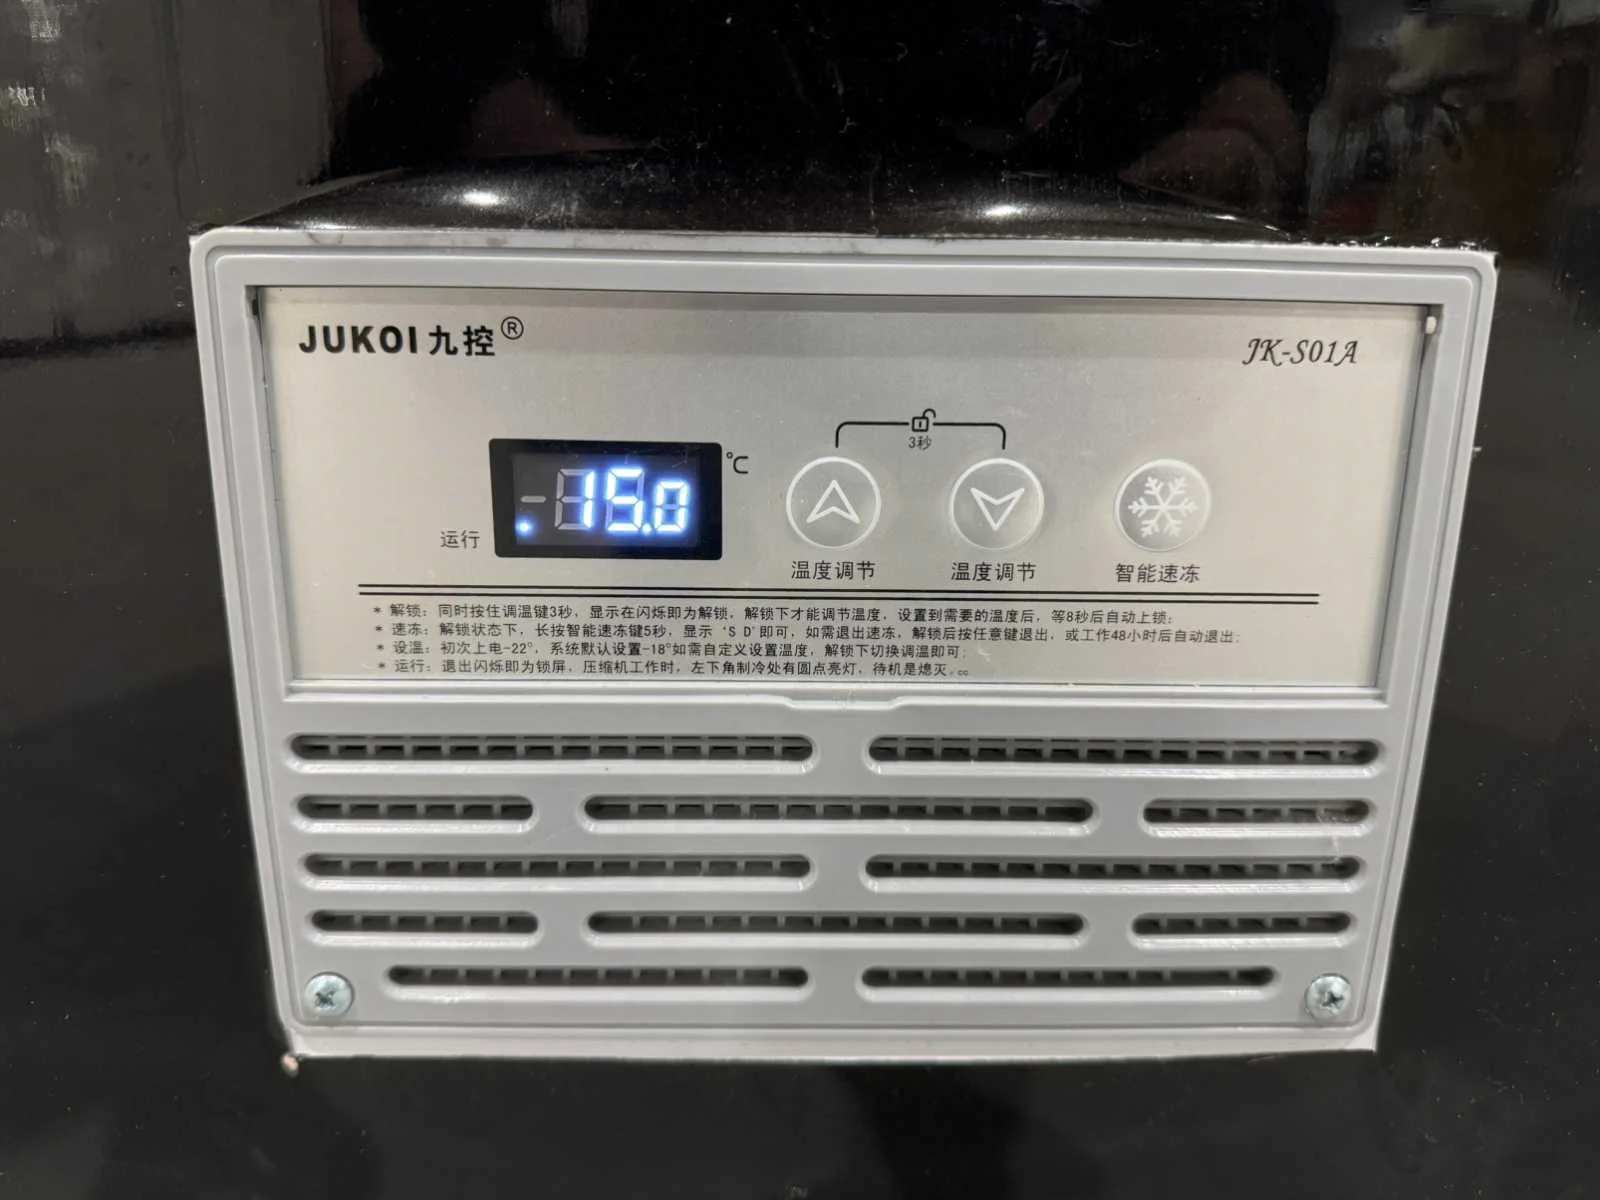 JUKOI 九控®
JK-S01A
3秒
15.0
℃
运行
温度调节
温度调节
智能速冻
* 解锁：同时按住调温键3秒，显示在闪烁即为解锁，解锁下才能调节温度，设置到需要的温度后，等8秒后自动上锁；
* 速冻：解锁状态下，长按智能速冻键5秒，显示‘S D’即可，如需退出速冻，解锁后按任意键退出，或工作48小时后自动退出；
* 设温：初次上电-22°，系统默认设置-18°如需自定义设置温度，解锁下切换调温即可；
* 运行：退出闪烁即为锁屏，压缩机工作时，左下角制冷处有圆点亮灯，待机是熄灭。cc